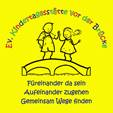 Ev. Kindertagesstätte Vor der Brücke
Füreinander da sein
Aufeinander zugehen
Gemeinsam Wege finden